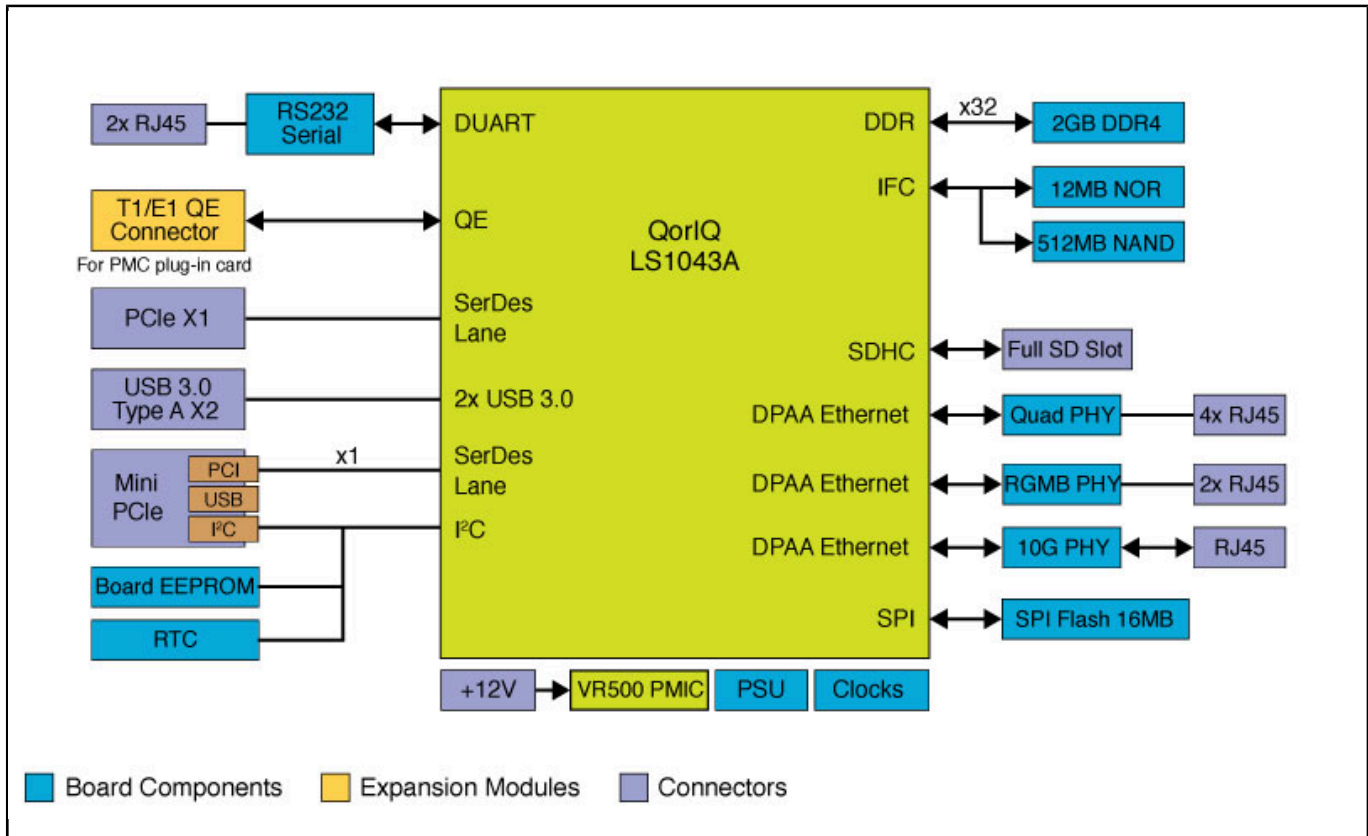 2x RJ45
RS232
Serial
DUART
DDR
x32
2GB DDR4
IFC
12MB NOR
512MB NAND
T1/E1 QE
Connector
For PMC plug-in card
QE
QorIQ
LS1043A
PCIe X1
SerDes
Lane
SDHC
Full SD Slot
USB 3.0
Type A X2
2x USB 3.0
DPAA Ethernet
Quad PHY
4x RJ45
Mini
PCIe
PCI
USB
I²C
x1
SerDes
Lane
I²C
DPAA Ethernet
RGMB PHY
2x RJ45
DPAA Ethernet
10G PHY
RJ45
Board EEPROM
RTC
SPI
SPI Flash 16MB
+12V
VR500 PMIC
PSU
Clocks
Board Components
Expansion Modules
Connectors